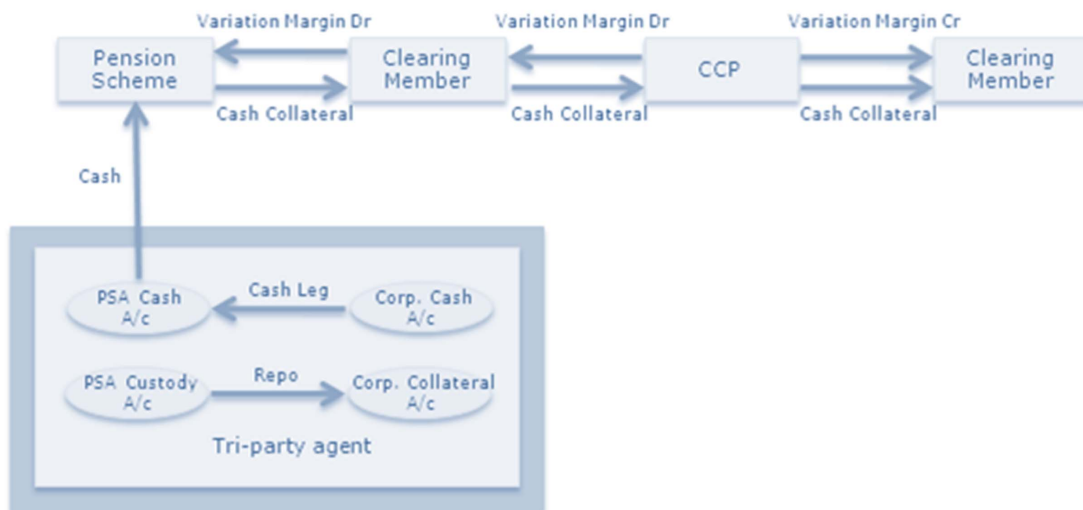 Variation Margin Dr
Variation Margin Dr
Variation Margin Cr
Pension
Scheme
Clearing
Member
CCP
Clearing
Member
Cash Collateral
Cash Collateral
Cash Collateral
Cash
PSA Cash
A/c
Cash Leg
Corp. Cash
A/c
PSA Custody
A/c
Repo
Corp. Collateral
A/c
Tri-party agent